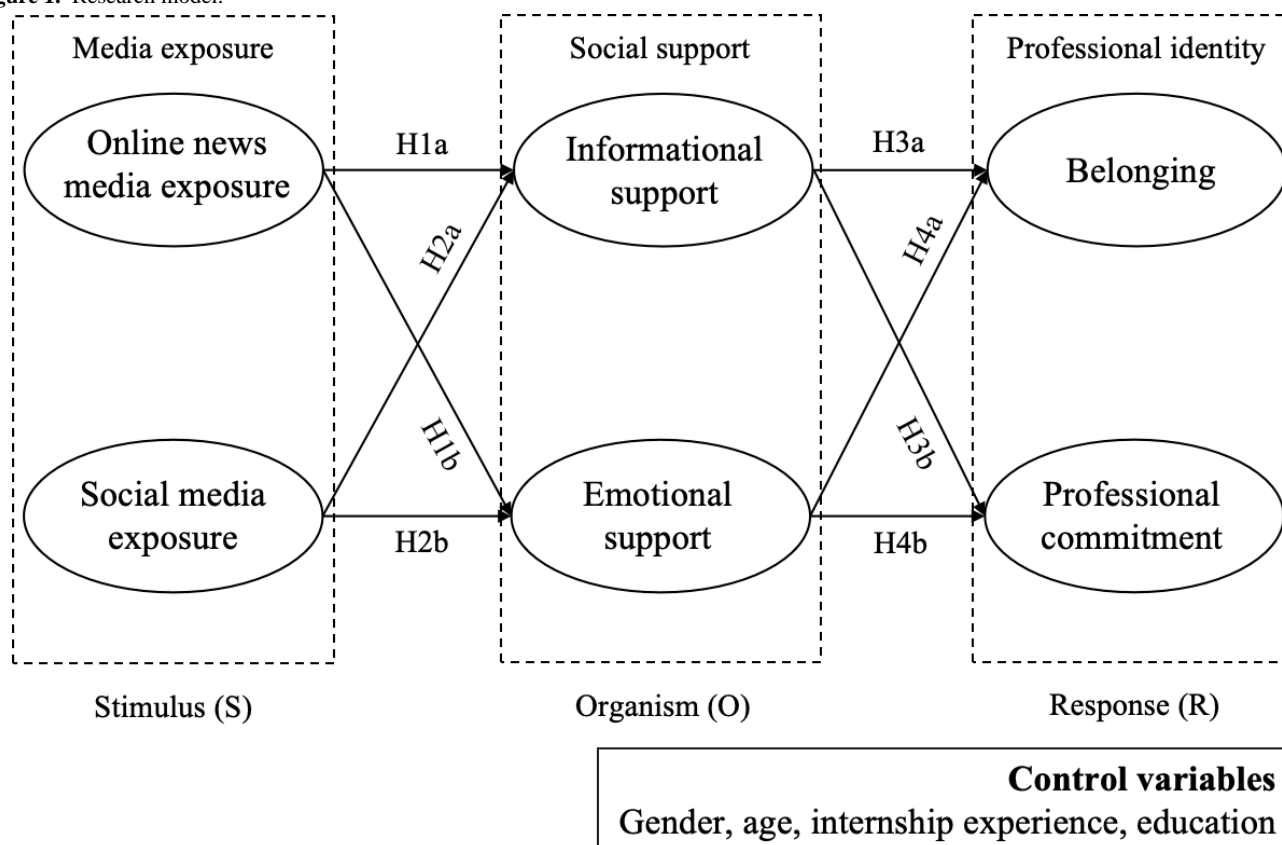 Figure 1. Research model.
Media exposure
Social support
Professional identity
Online news
media exposure
H1a
Informational
support
H3a
Belonging
H2a
H4a
H1b
H3b
Social media
exposure
H2b
Emotional
support
H4b
Professional
commitment
Stimulus (S)
Organism (O)
Response (R)
Control variables
Gender, age, internship experience, education